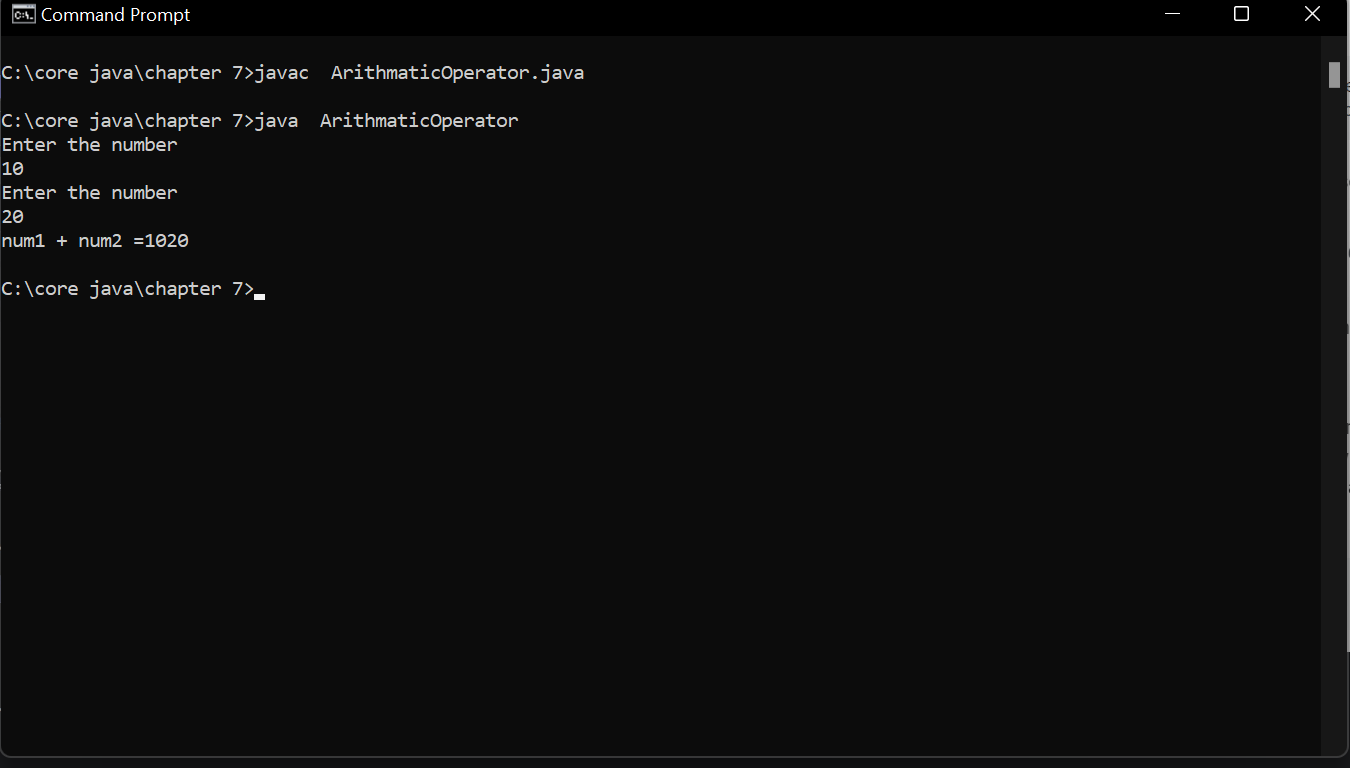 Command Prompt
C:\core java\chapter 7>javac  ArithmaticOperator.java
C:\core java\chapter 7>java  ArithmaticOperator
Enter the number
10
Enter the number
20
num1 + num2 =1020
C:\core java\chapter 7>